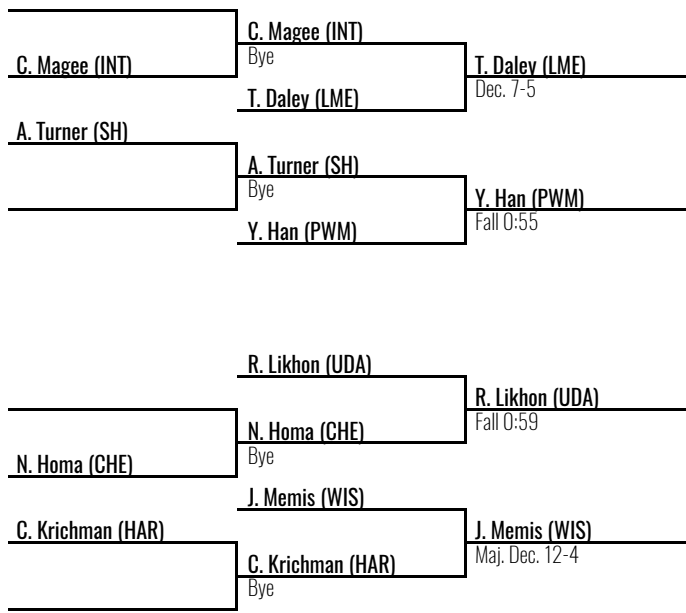 C. Magee (INT)
C. Magee (INT)
Bye
T. Daley (LME)
T. Daley (LME)
Dec. 7-5
A. Turner (SH)
A. Turner (SH)
Bye
Y. Han (PWM)
Y. Han (PWM)
Fall 0:55
R. Likhon (UDA)
R. Likhon (UDA)
Fall 0:59
N. Homa (CHE)
Bye
N. Homa (CHE)
J. Memis (WIS)
C. Krichman (HAR)
J. Memis (WIS)
Maj. Dec. 12-4
C. Krichman (HAR)
Bye